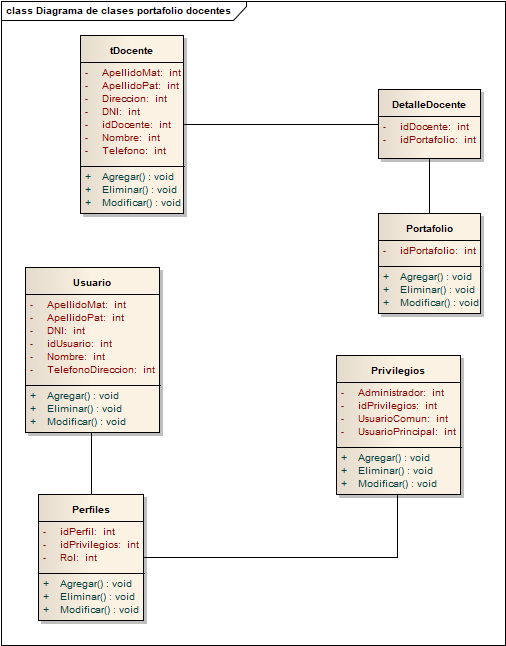 class Diagrama de clases portafolio docentes
tDocente
- ApellidoMat: int
- ApellidoPat: int
- Direccion: int
- DNI: int
- idDocente: int
- Nombre: int
- Telefono: int
+ Agregar() : void
+ Eliminar() : void
+ Modificar() : void
DetalleDocente
- idDocente: int
- idPortafolio: int
Portafolio
- idPortafolio: int
+ Agregar() : void
+ Eliminar() : void
+ Modificar() : void
Usuario
- ApellidoMat: int
- ApellidoPat: int
- DNI: int
- idUsuario: int
- Nombre: int
- TelefonoDireccion: int
+ Agregar() : void
+ Eliminar() : void
+ Modificar() : void
Privilegios
- Administrador: int
- idPrivilegios: int
- UsuarioComun: int
- UsuarioPrincipal: int
+ Agregar() : void
+ Eliminar() : void
+ Modificar() : void
Perfiles
- idPerfil: int
- idPrivilegios: int
- Rol: int
+ Agregar() : void
+ Eliminar() : void
+ Modificar() : void